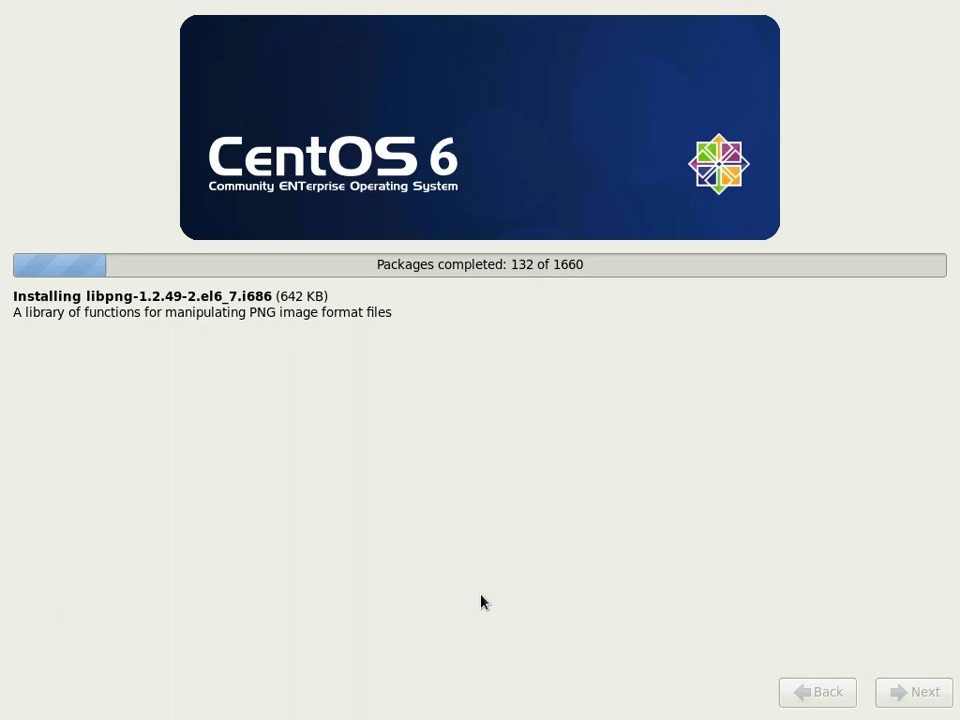 CentOS 6
Community ENTerprise Operating System
Packages completed: 132 of 1660
Installing libpng-1.2.49-2.el6_7.i686 (642 KB)
A library of functions for manipulating PNG image format files
Back Next